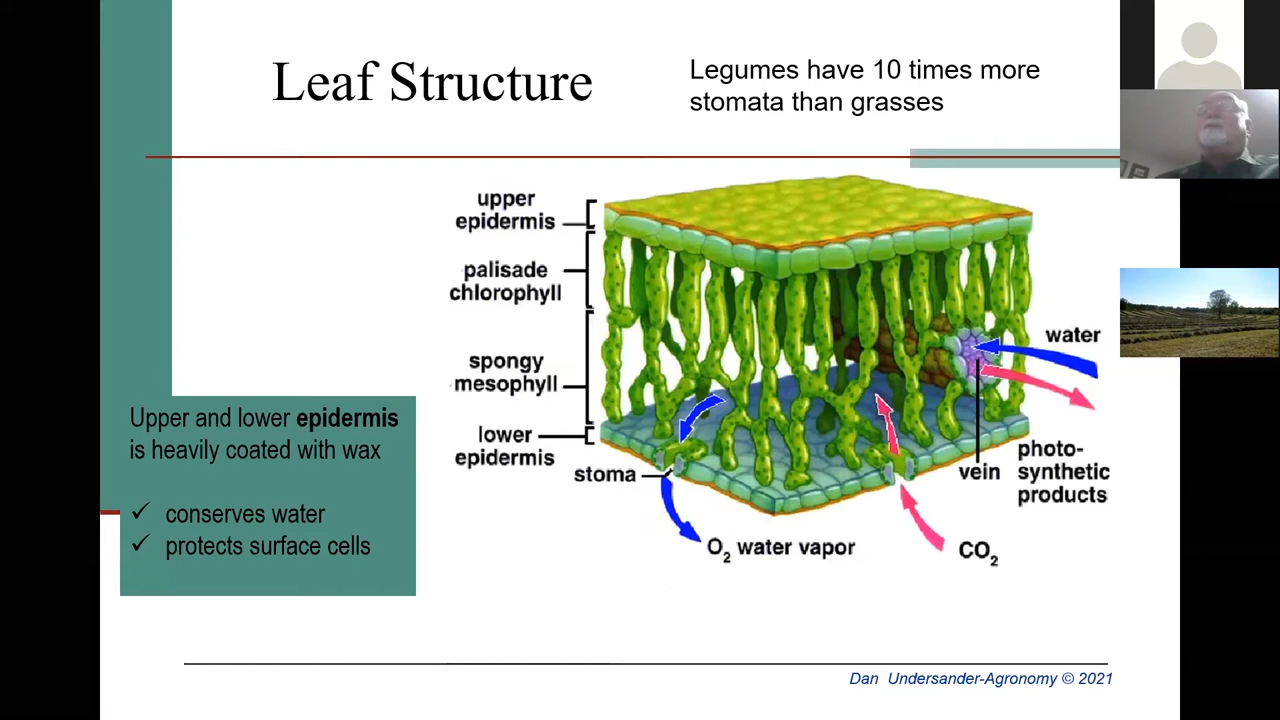 Leaf Structure
Legumes have 10 times more
stomata than grasses
upper
epidermis
palisade
chlorophyll
spongy
mesophyll
lower
epidermis
stoma
O₂ water vapor
CO₂
vein
water
photo-
synthetic
products
Upper and lower epidermis
is heavily coated with wax
✓ conserves water
✓ protects surface cells
Dan Undersander-Agronomy © 2021